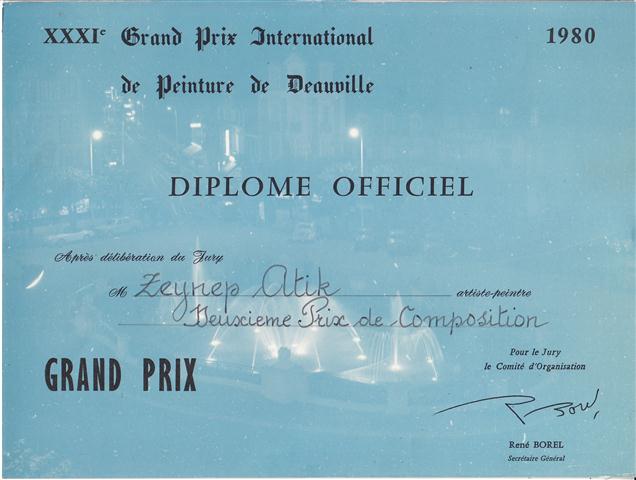 XXXIᵉ Grand Prix International 1980
de Peinture de Deauville
DIPLOME OFFICIEL
Après délibération du Jury
M Zeynep Atik artiste-peintre
Deuxieme Prix de Composition
GRAND PRIX
Pour le Jury
le Comité d'Organisation
R. Borel
René BOREL
Secrétaire Général